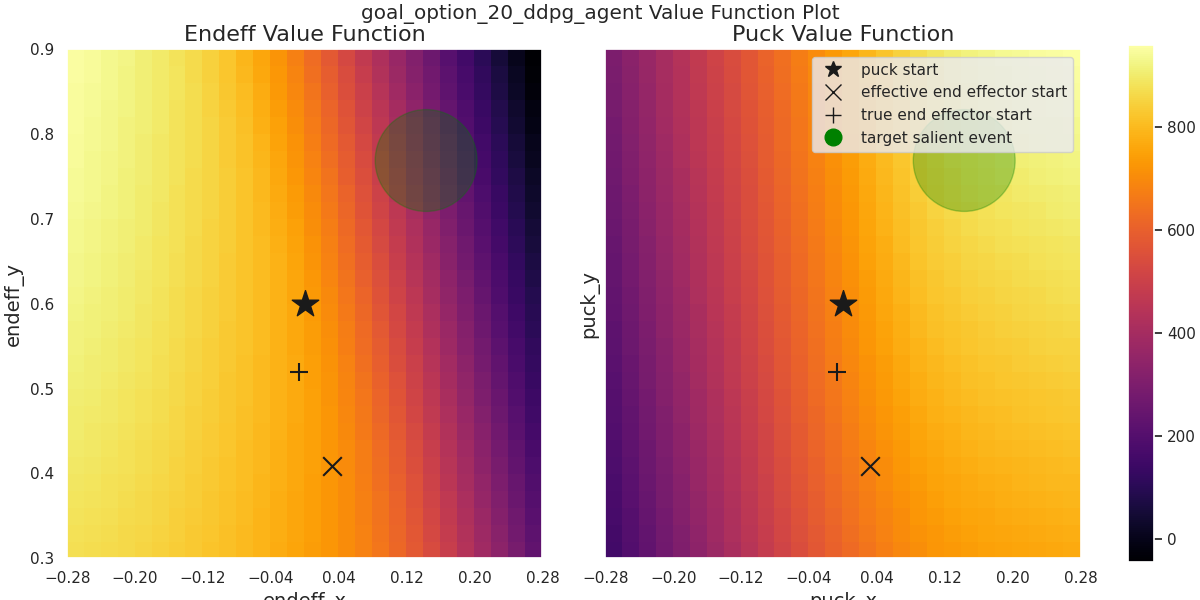 goal_option_20_ddpg_agent Value Function Plot
Endeff Value Function
Puck Value Function
0.9
0.8
0.7
0.6
0.5
0.4
0.3
endeff_y
−0.28 −0.20 −0.12 −0.04 0.04 0.12 0.20 0.28
endeff_x
puck start
effective end effector start
true end effector start
target salient event
puck_y
−0.28 −0.20 −0.12 −0.04 0.04 0.12 0.20 0.28
puck_x
800
600
400
200
0